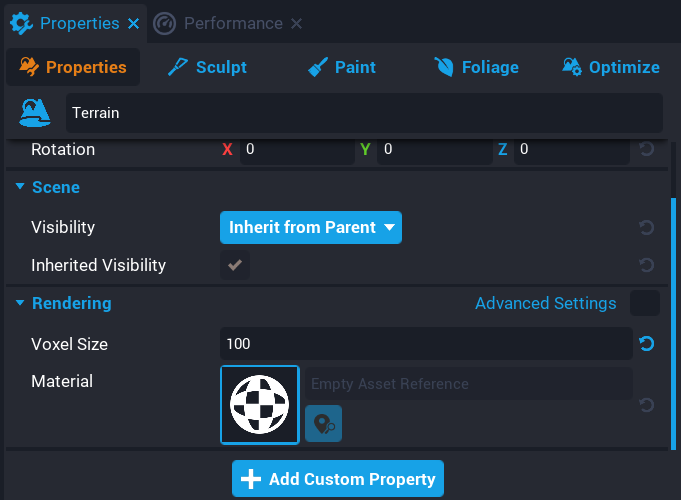 Properties Performance
Properties Sculpt Paint Foliage Optimize
Terrain
Rotation X 0 Y 0 Z 0
Scene
Visibility Inherit from Parent
Inherited Visibility
Rendering Advanced Settings
Voxel Size 100
Material Empty Asset Reference
Add Custom Property